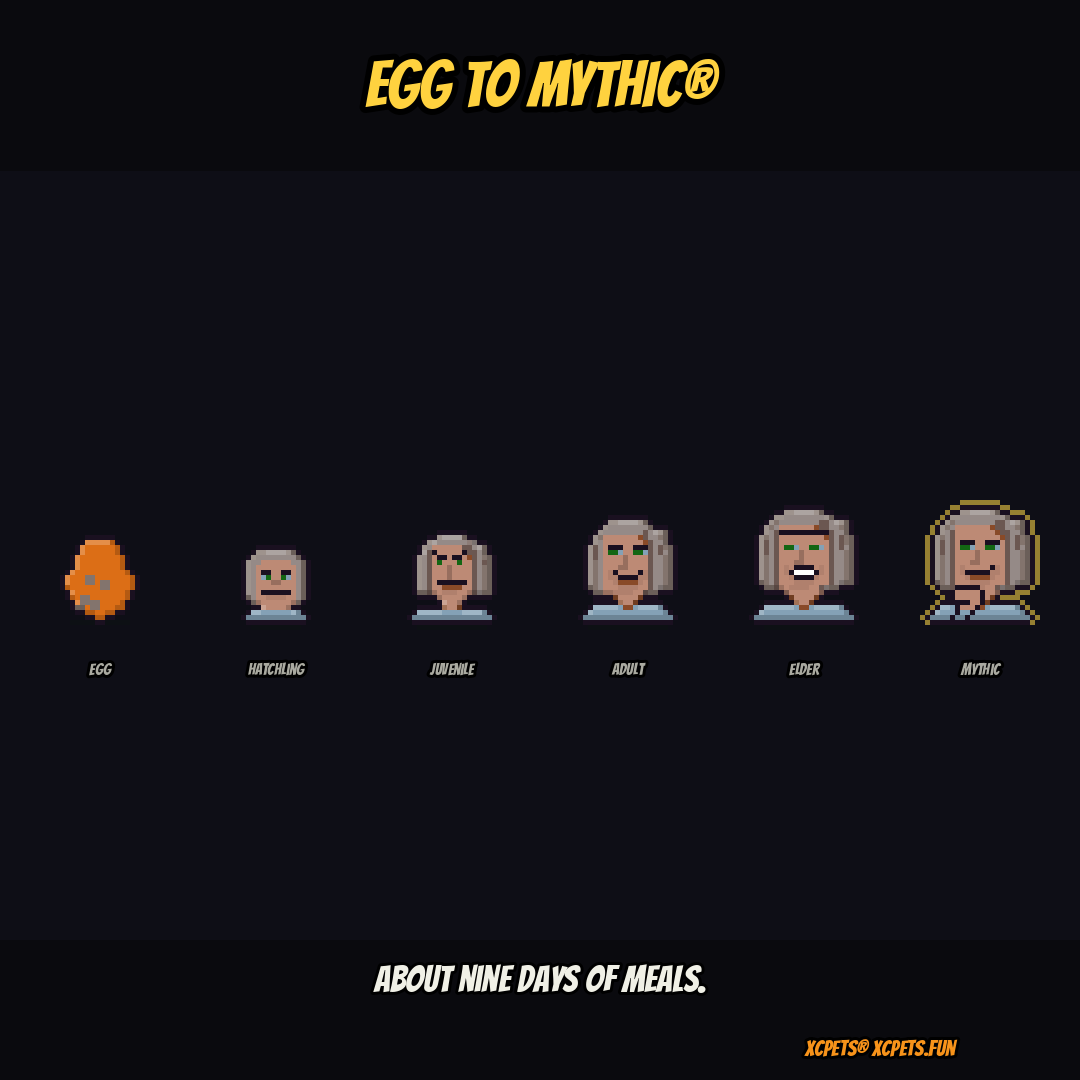 EGG TO MYTHIC®
EGG
HATCHLING
JUVENILE
ADULT
ELDER
MYTHIC
ABOUT NINE DAYS OF MEALS.
XCPETS® XCPETS.FUN